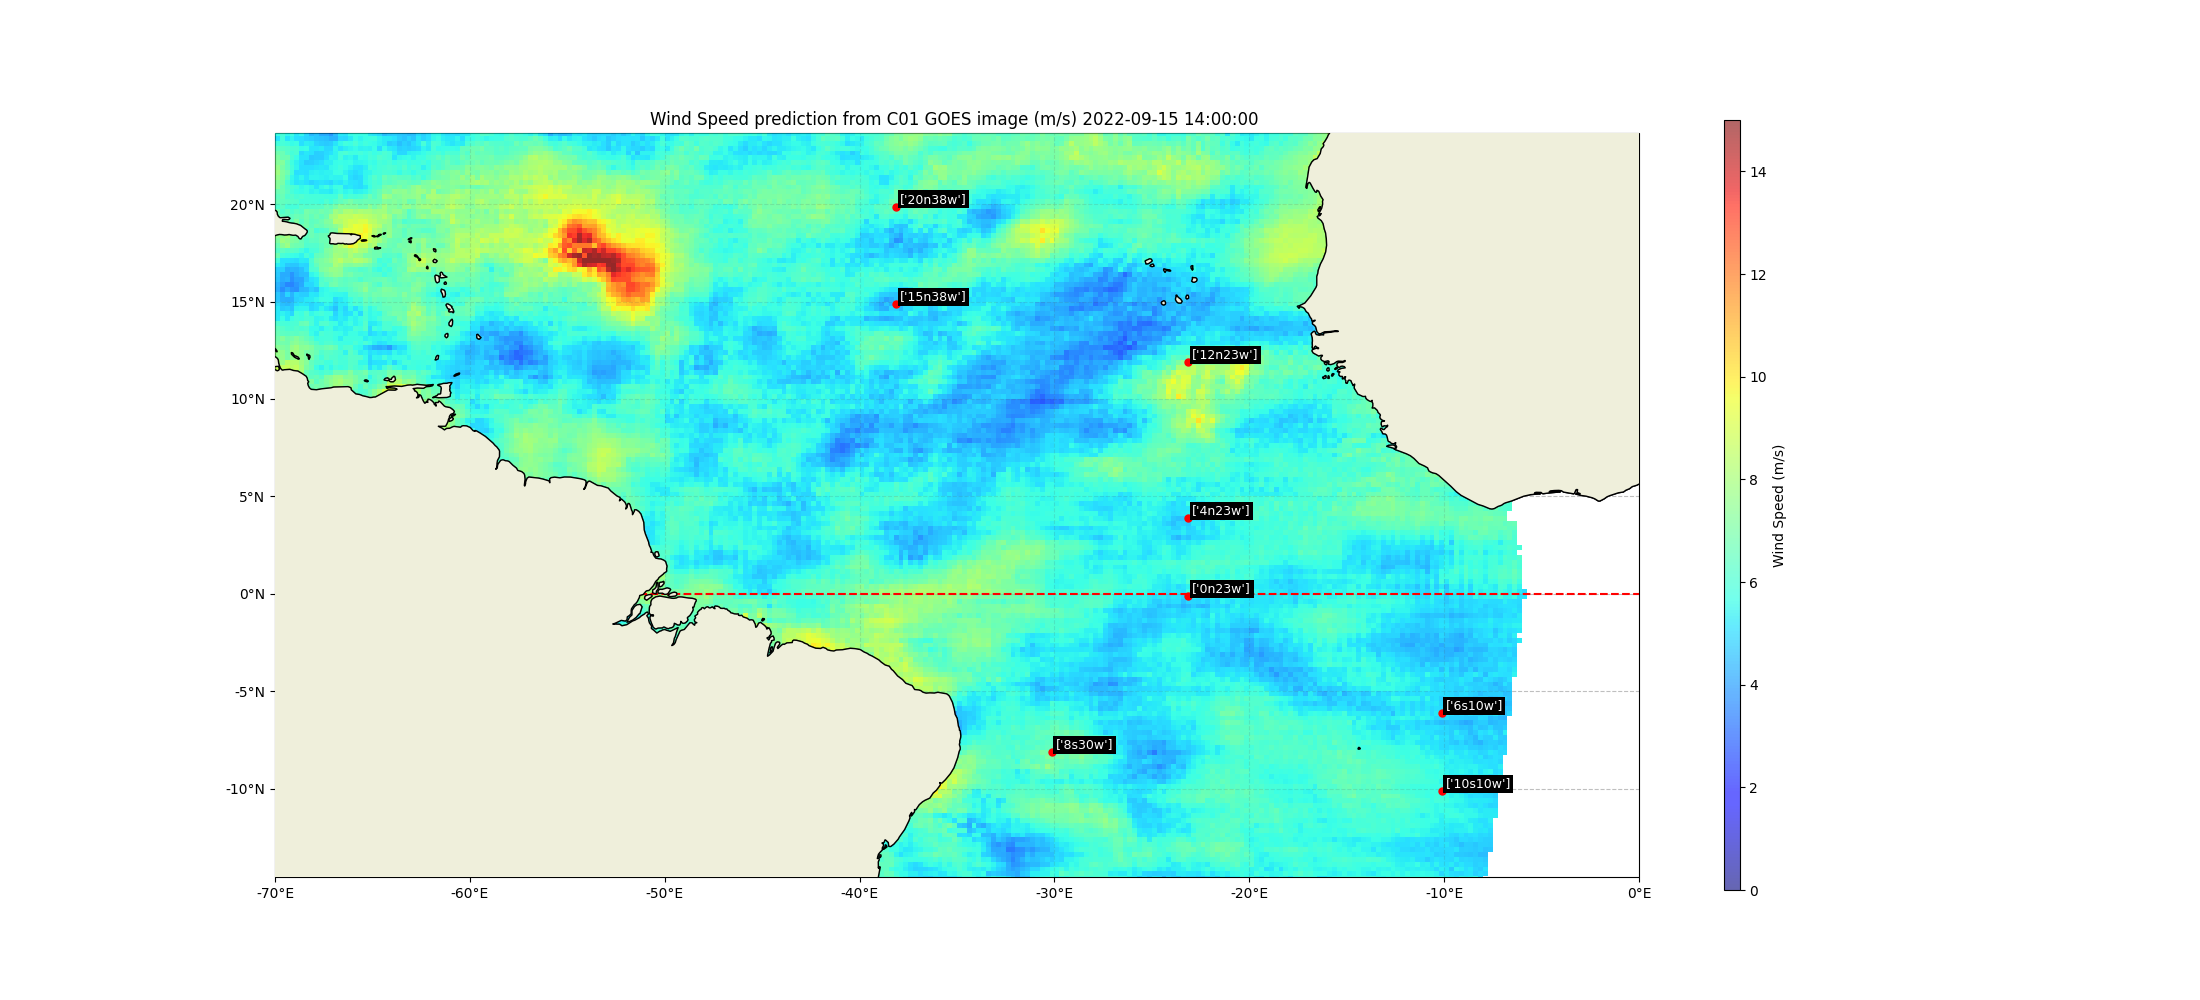 Wind Speed prediction from C01 GOES image (m/s) 2022-09-15 14:00:00
20°N
15°N
10°N
5°N
0°N
-5°N
-10°N
['20n38w']
['15n38w']
['12n23w']
['4n23w']
['0n23w']
['6s10w']
['8s30w']
['10s10w']
-70°E
-60°E
-50°E
-40°E
-30°E
-20°E
-10°E
0°E
14
12
10
8
6
4
2
0
Wind Speed (m/s)